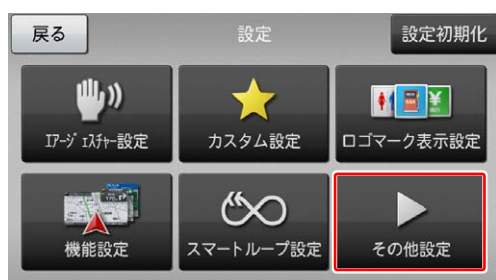 戻る
設定
設定初期化
エアージェスチャー設定
カスタム設定
ロゴマーク表示設定
機能設定
スマートループ設定
その他設定